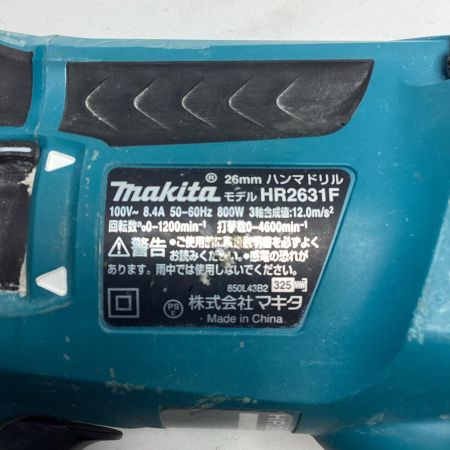 26mm ハンマドリル
makita® モデル HR2631F
100V~ 8.4A 50-60Hz 800W 3軸合成値:12.0m/s²
回転数n₀0-1200min⁻¹ 打撃数0-4600min⁻¹
⚠警告 ●ご使用前に取扱説明書を必ずよく
お読みください。●感電の恐れが
あります。雨中では使用しないでください。
850L43B2 325
PSE 株式会社 マキタ
Made in China